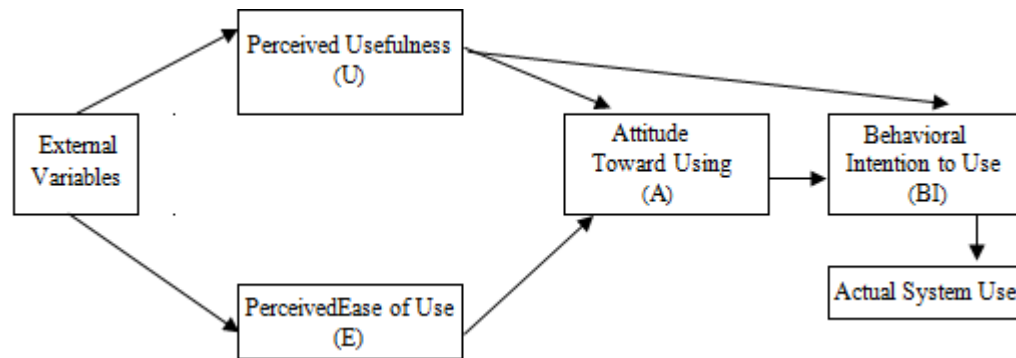 Perceived Usefulness
(U)
External
Variables
Attitude
Toward Using
(A)
Behavioral
Intention to Use
(BI)
PerceivedEase of Use
(E)
Actual System Use